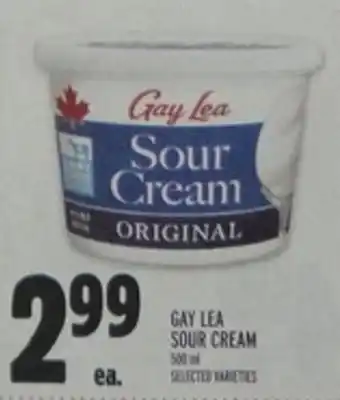 Gay Lea
Sour
Cream
ORIGINAL
2.99
ea.
GAY LEA
SOUR CREAM
500 ml
SELECTED VARIETIES